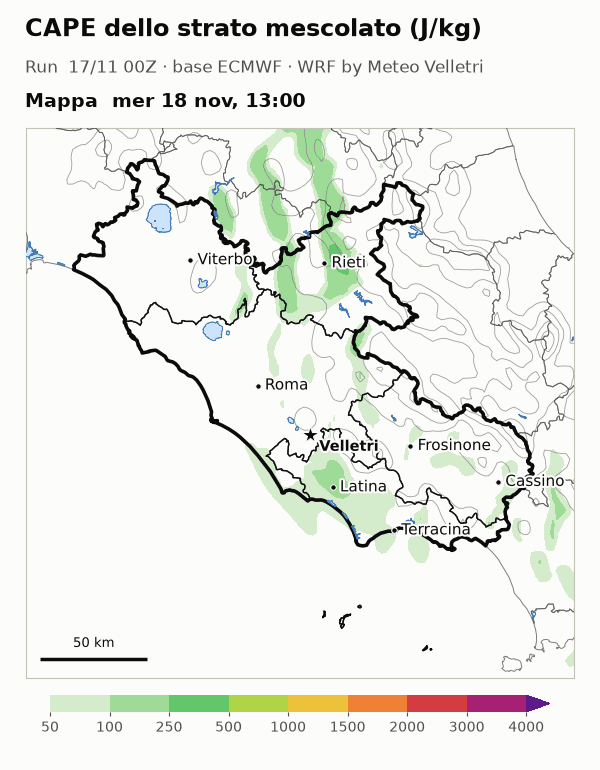 CAPE dello strato mescolato (J/kg)
Run 17/11 00Z · base ECMWF · WRF by Meteo Velletri
Mappa mer 18 nov, 13:00
Viterbo
Rieti
Roma
Velletri
Frosinone
Latina
Cassino
Terracina
50 km
50 100 250 500 1000 1500 2000 3000 4000